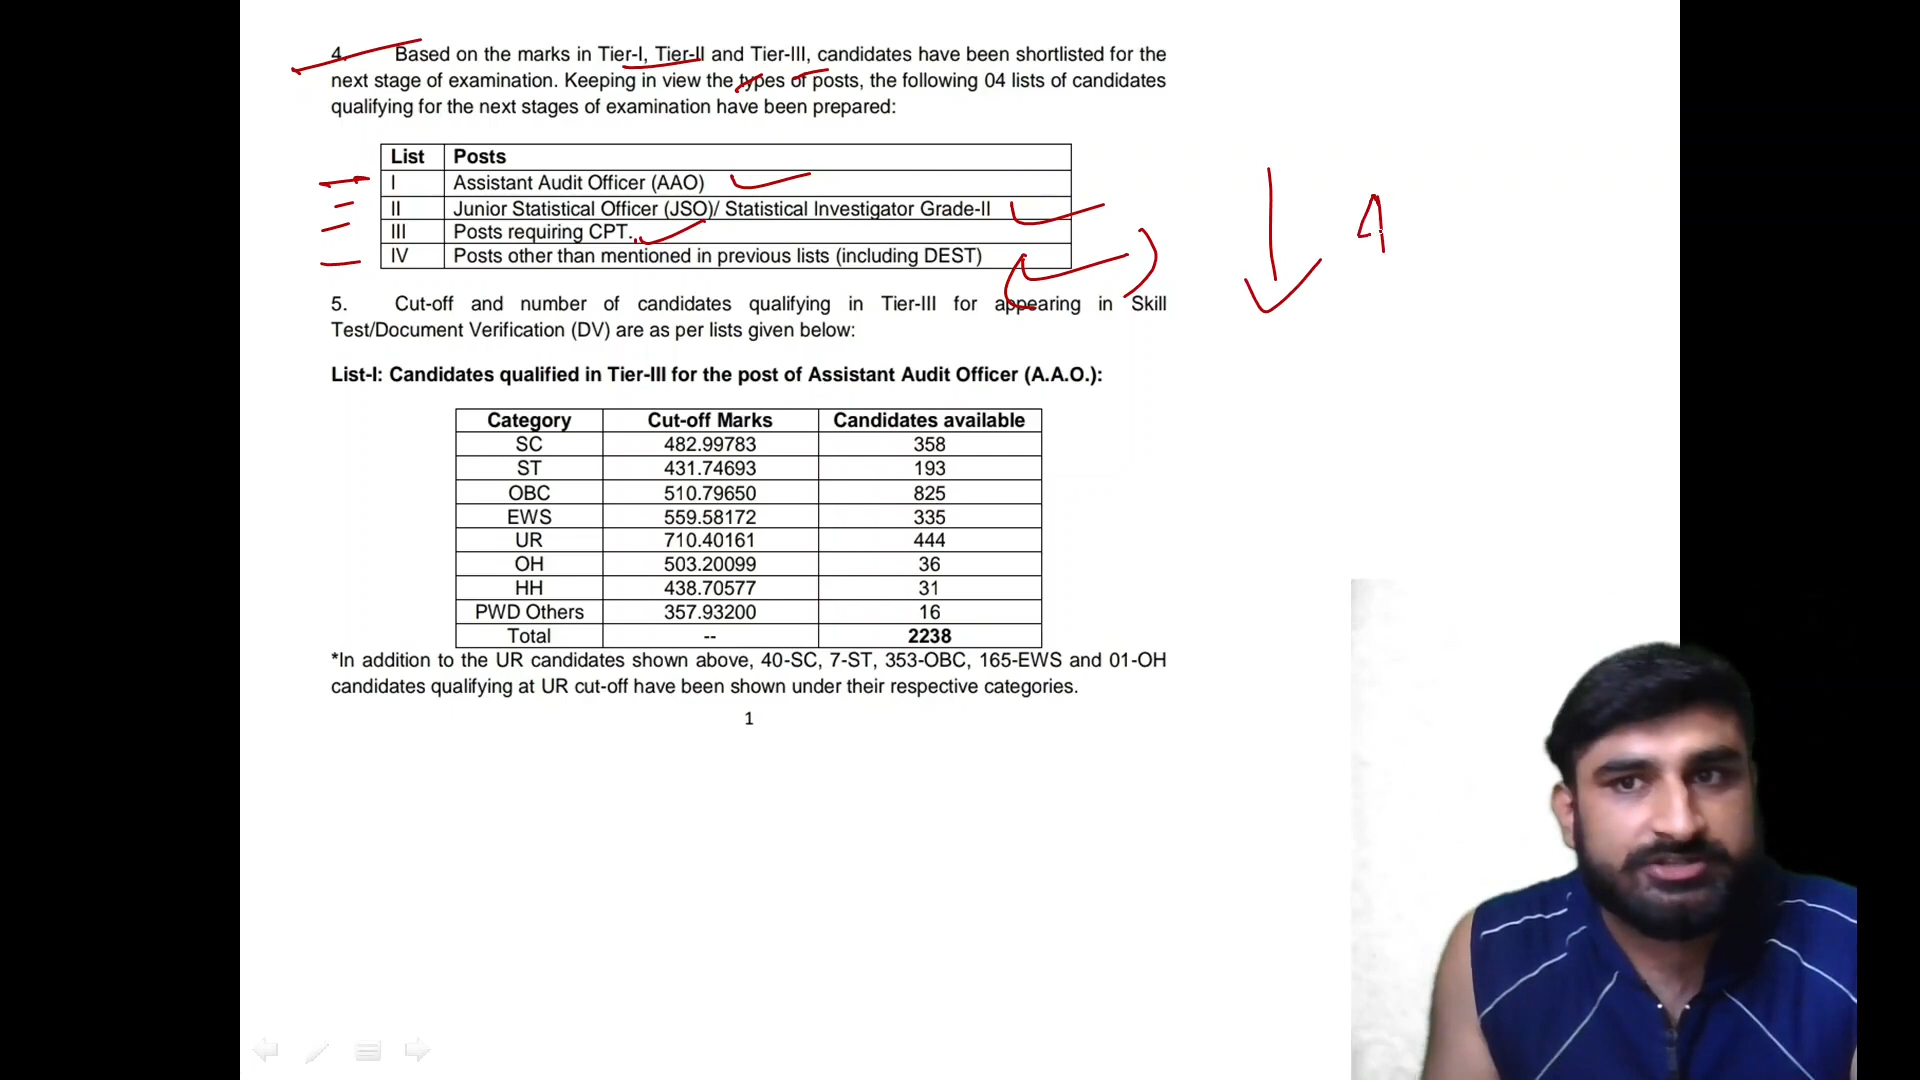 4. Based on the marks in Tier-I, Tier-II and Tier-III, candidates have been shortlisted for the
next stage of examination. Keeping in view the types of posts, the following 04 lists of candidates
qualifying for the next stages of examination have been prepared:
List Posts
I Assistant Audit Officer (AAO)
II Junior Statistical Officer (JSO)/ Statistical Investigator Grade-II
III Posts requiring CPT.
IV Posts other than mentioned in previous lists (including DEST)
4
5. Cut-off and number of candidates qualifying in Tier-III for appearing in Skill
Test/Document Verification (DV) are as per lists given below:
List-I: Candidates qualified in Tier-III for the post of Assistant Audit Officer (A.A.O.):
Category Cut-off Marks Candidates available
SC 482.99783 358
ST 431.74693 193
OBC 510.79650 825
EWS 559.58172 335
UR 710.40161 444
OH 503.20099 36
HH 438.70577 31
PWD Others 357.93200 16
Total -- 2238
*In addition to the UR candidates shown above, 40-SC, 7-ST, 353-OBC, 165-EWS and 01-OH
candidates qualifying at UR cut-off have been shown under their respective categories.
1